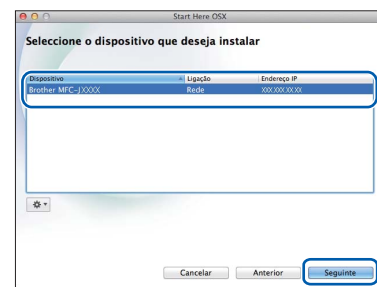 Start Here OSX
Seleccione o dispositivo que deseja instalar
Dispositivo Ligação Endereço IP
Brother MFC-JXXXX Rede XXX.XXX.XX.XX
Cancelar Anterior Seguinte